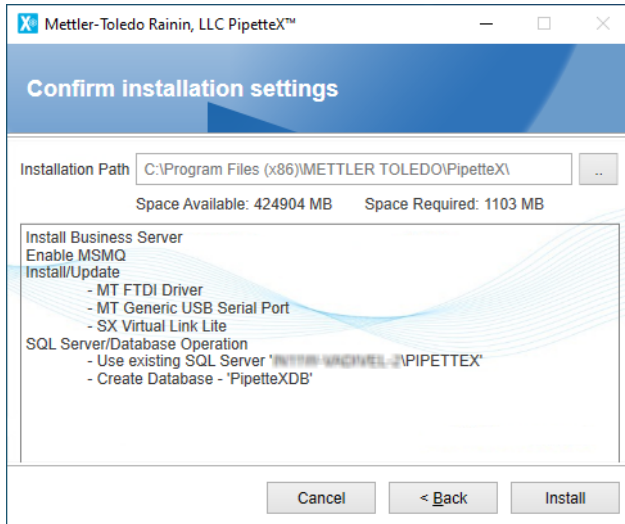 Mettler-Toledo Rainin, LLC PipetteX™
Confirm installation settings
Installation Path C:\Program Files (x86)\METTLER TOLEDO\PipetteX\ ..
Space Available: 424904 MB Space Required: 1103 MB
Install Business Server
Enable MSMQ
Install/Update
- MT FTDI Driver
- MT Generic USB Serial Port
- SX Virtual Link Lite
SQL Server/Database Operation
- Use existing SQL Server '\PIPETTEX'
- Create Database - 'PipetteXDB'
Cancel < Back Install